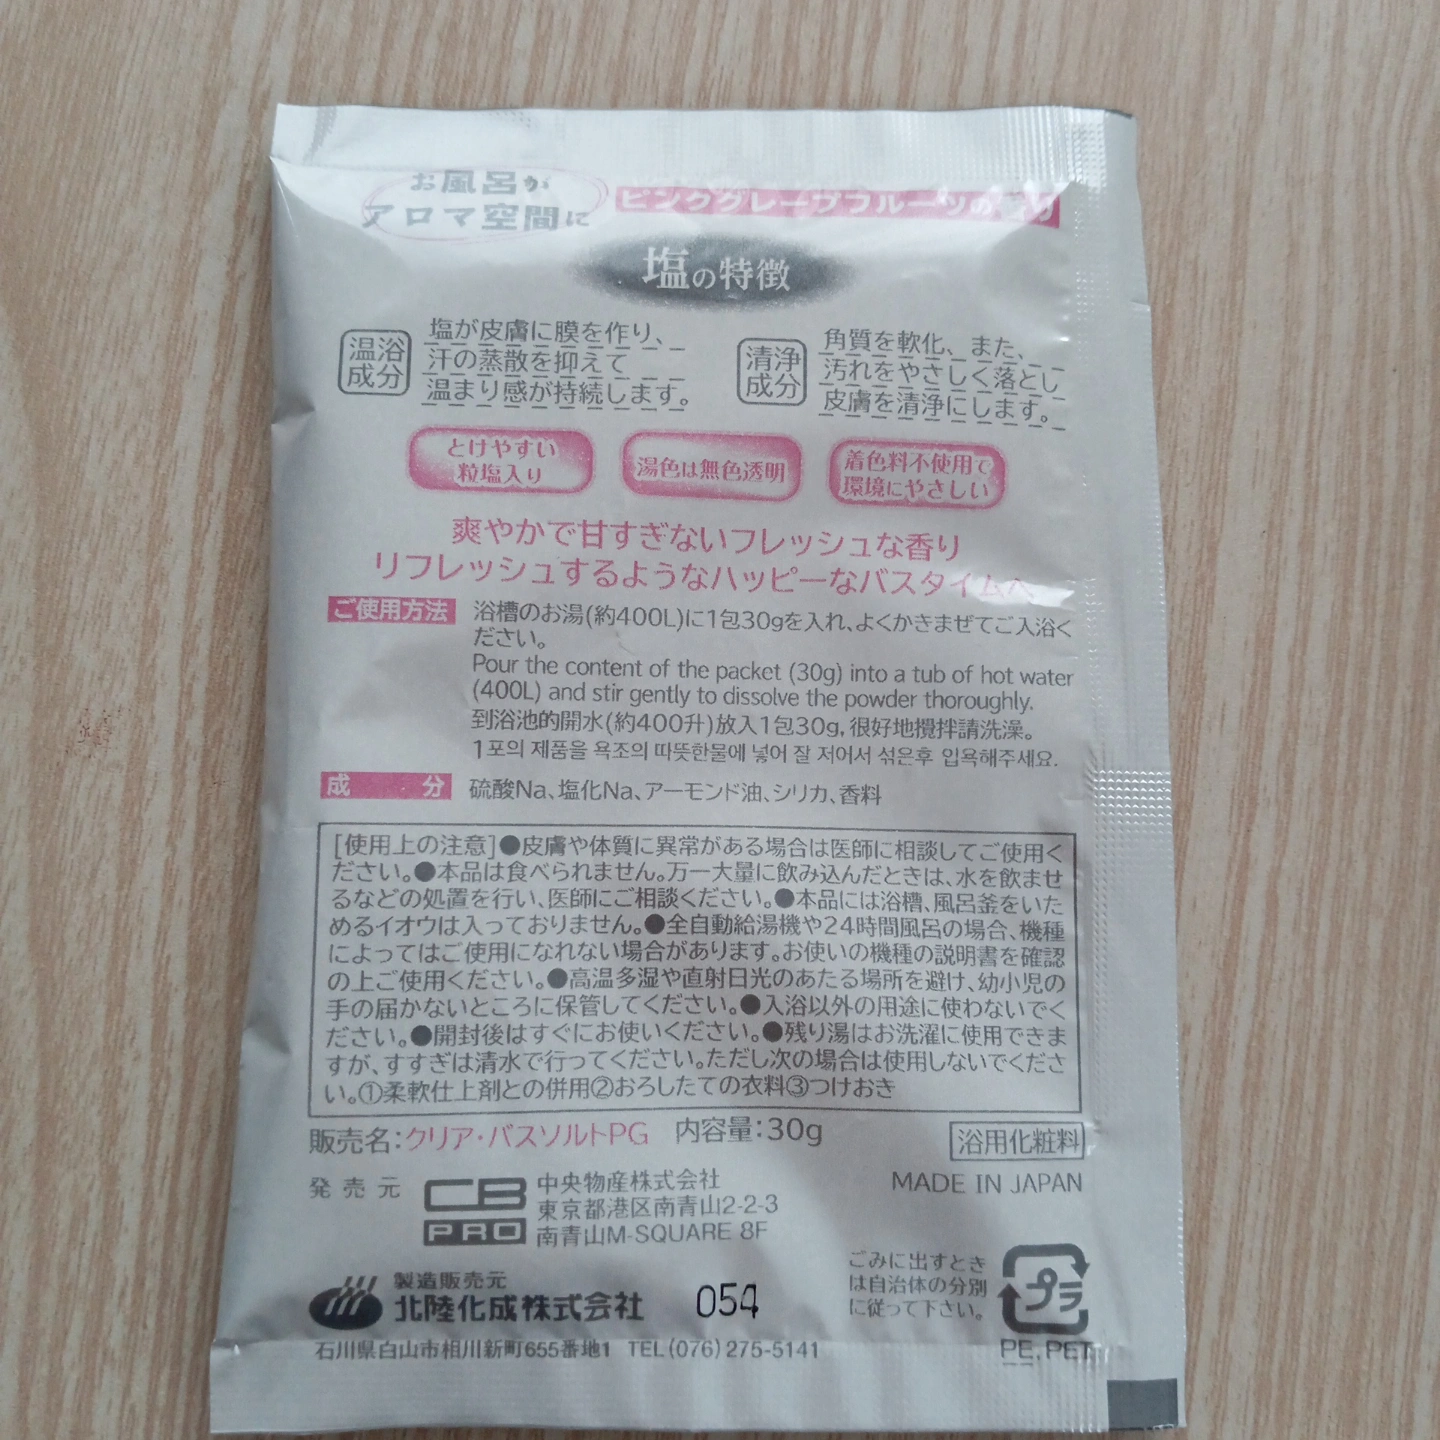 お風呂が
アロマ空間に
ピンクグレープフルーツの香り
塩の特徴
温浴
成分
塩が皮膚に膜を作り、
汗の蒸散を抑えて
温まり感が持続します。
清浄
成分
角質を軟化、また、
汚れをやさしく落とし
皮膚を清浄にします。
とけやすい
粒塩入り
湯色は無色透明
着色料不使用で
環境にやさしい
爽やかで甘すぎないフレッシュな香り
リフレッシュするようなハッピーなバスタイムへ
ご使用方法
浴槽のお湯(約400L)に1包30gを入れ、よくかきまぜてご入浴く
ださい。
Pour the content of the packet (30g) into a tub of hot water
(400L) and stir gently to dissolve the powder thoroughly.
到浴池的開水(約400升)放入1包30g, 很好地攪拌請洗澡。
1포의 제품을 욕조의 따뜻한물에 넣어 잘 저어서 섞은후 입욕해주세요.
成分
硫酸Na、塩化Na、アーモンド油、シリカ、香料
[使用上の注意]●皮膚や体質に異常がある場合は医師に相談してご使用く
ださい。●本品は食べられません。万一大量に飲み込んだときは、水を飲ませ
るなどの処置を行い、医師にご相談ください。●本品には浴槽、風呂釜をいた
めるイオウは入っておりません。●全自動給湯機や24時間風呂の場合、機種
によってはご使用になれない場合があります。お使いの機種の説明書を確認
の上ご使用ください。●高温多湿や直射日光のあたる場所を避け、幼小児の
手の届かないところに保管してください。●入浴以外の用途に使わないでく
ださい。●開封後はすぐにお使いください。●残り湯はお洗濯に使用できま
すが、すすぎは清水で行ってください。ただし次の場合は使用しないでくださ
い。①柔軟仕上剤との併用②おろしたての衣料③つけおき
販売名:クリア・バスソルトPG 内容量:30g
浴用化粧料
発売元
CB
PRO
中央物産株式会社
東京都港区南青山2-2-3
南青山M-SQUARE 8F
MADE IN JAPAN
製造販売元
北陸化成株式会社
054
石川県白山市相川新町655番地1 TEL(076)275-5141
ごみに出すとき
は自治体の分別
に従って下さい。
プラ
PE, PET